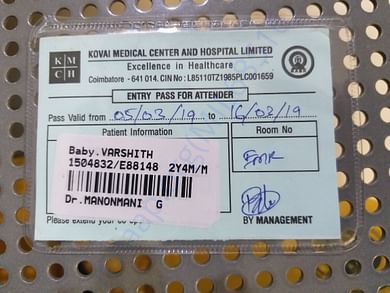 K M
C H
KOVAI MEDICAL CENTER AND HOSPITAL LIMITED
Excellence in Healthcare
Coimbatore - 641 014. CIN No : L85110TZ1985PLC001659
ENTRY PASS FOR ATTENDER
Pass Valid from 05/03/19 to 16/03/19
Patient Information
Room No
Baby.VARSHITH
1504832/E88148 2Y4M/M
Dr.MANONMANI G
EMR
Please extend your
BY MANAGEMENT